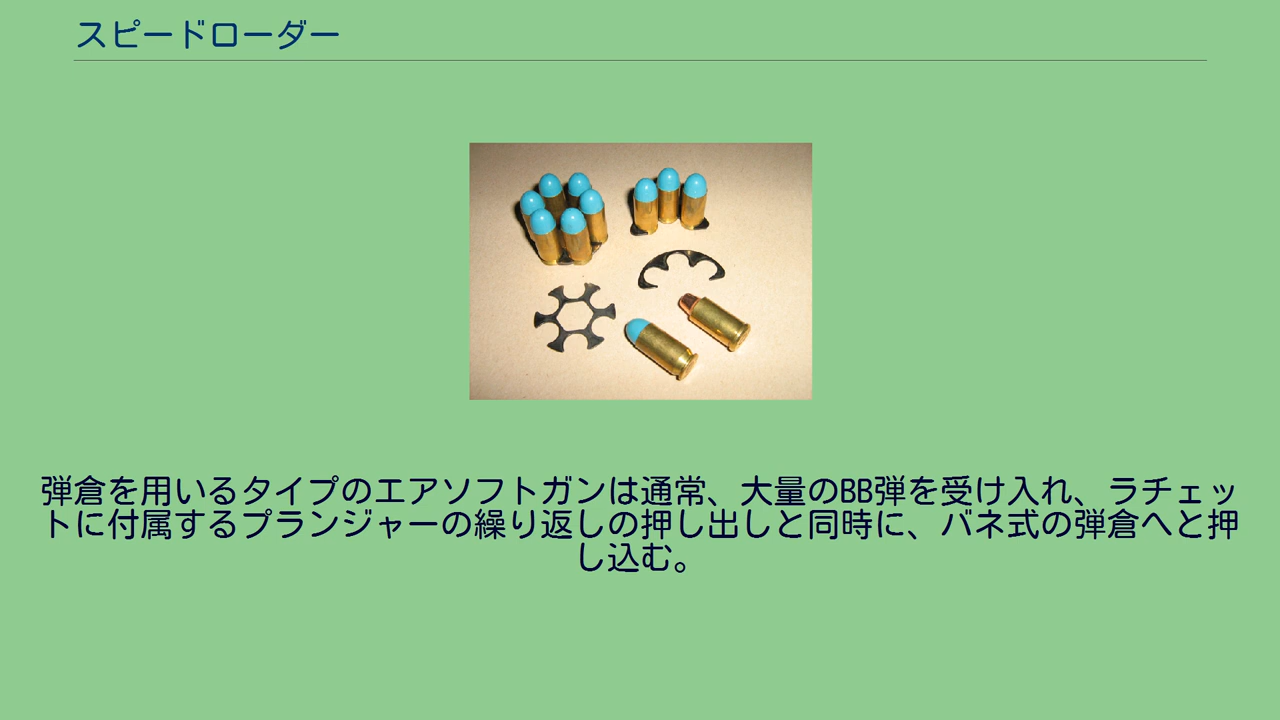 スピードローダー
弾倉を用いるタイプのエアソフトガンは通常、大量のBB弾を受け入れ、ラチェッ
トに付属するプランジャーの繰り返しの押し出しと同時に、バネ式の弾倉へと押
し込む。